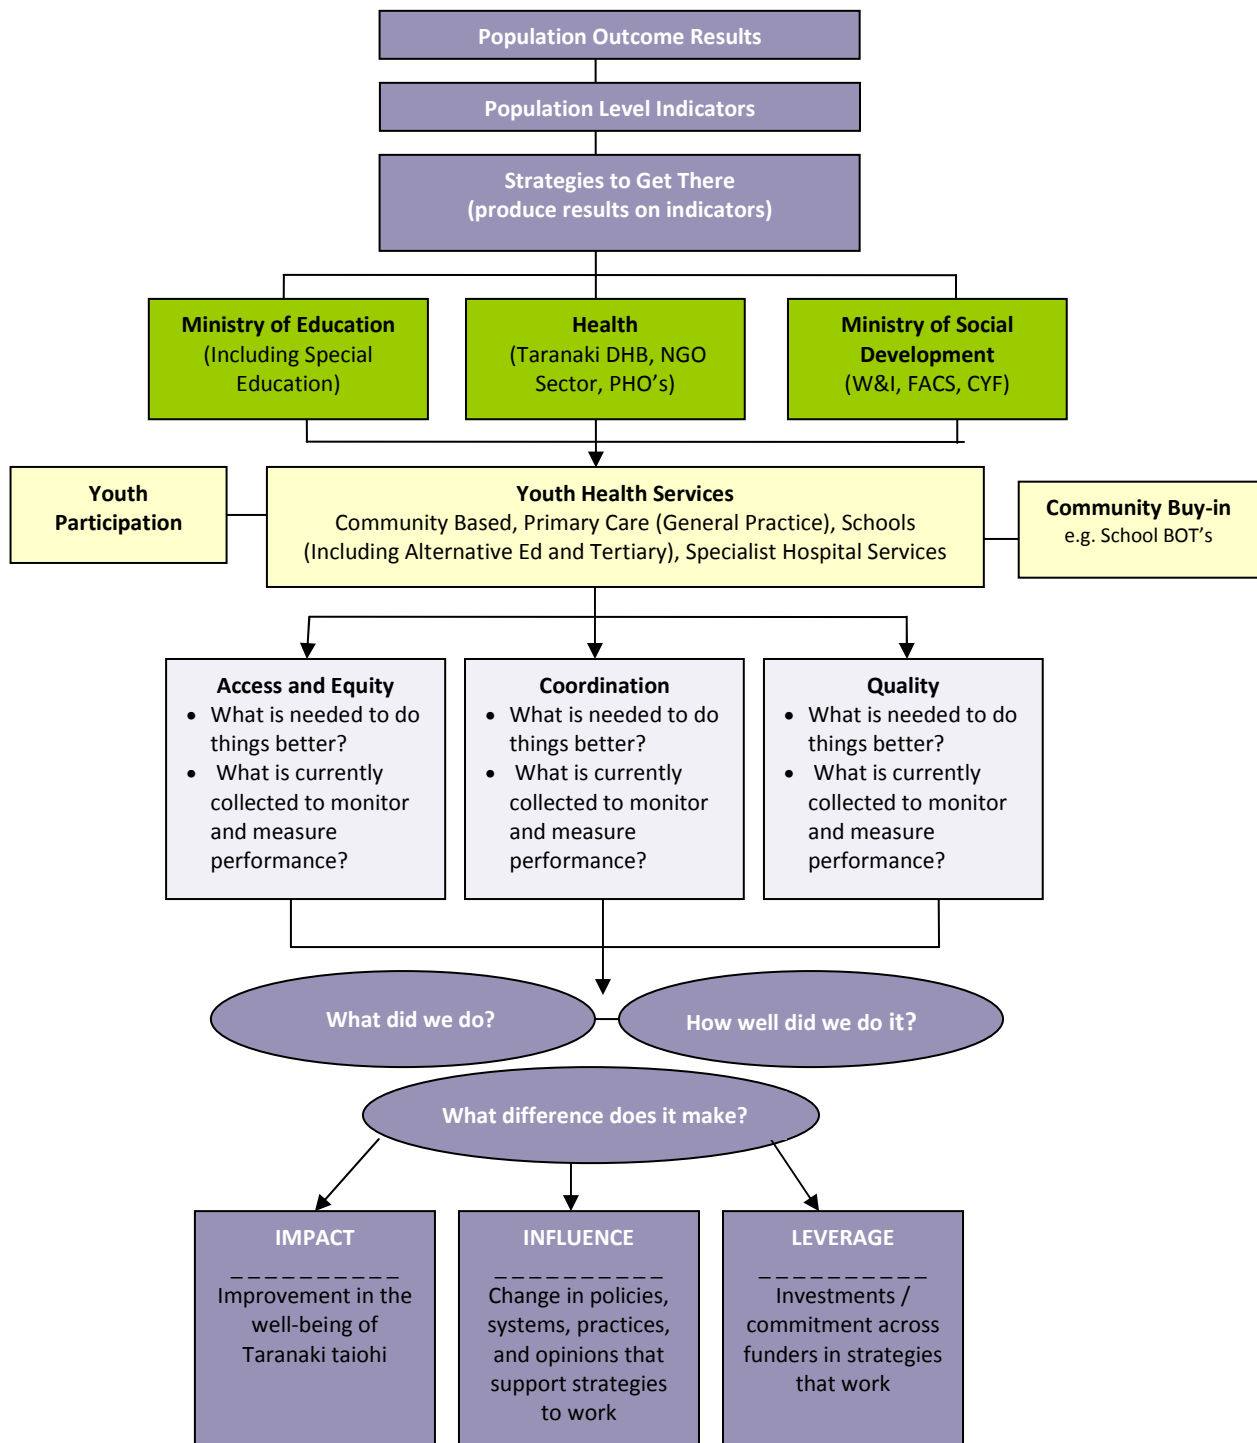 Population Outcome Results
Population Level Indicators
Strategies to Get There
(produce results on indicators)
Ministry of Education
(Including Special
Education)
Health
(Taranaki DHB, NGO
Sector, PHO’s)
Ministry of Social
Development
(W&I, FACS, CYF)
Youth
Participation
Youth Health Services
Community Based, Primary Care (General Practice), Schools
(Including Alternative Ed and Tertiary), Specialist Hospital Services
Community Buy-in
e.g. School BOT’s
Access and Equity
• What is needed to do
things better?
• What is currently
collected to monitor
and measure
performance?
Coordination
• What is needed to do
things better?
• What is currently
collected to monitor
and measure
performance?
Quality
• What is needed to do
things better?
• What is currently
collected to monitor
and measure
performance?
What did we do?
How well did we do it?
What difference does it make?
IMPACT
_ _ _ _ _ _ _ _ _ _
Improvement in the
well-being of
Taranaki taiohi
INFLUENCE
_ _ _ _ _ _ _ _ _ _
Change in policies,
systems, practices,
and opinions that
support strategies
to work
LEVERAGE
_ _ _ _ _ _ _ _ _ _
Investments /
commitment across
funders in strategies
that work